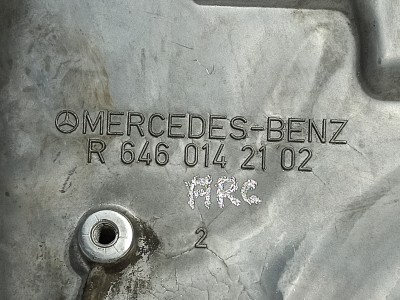 MERCEDES-BENZ
R 646 014 21 02
ARC
2